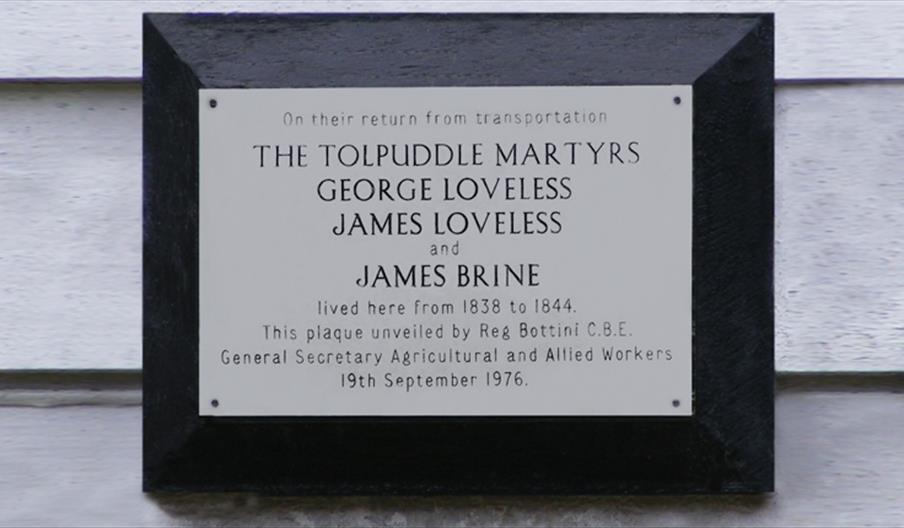 On their return from transportation
THE TOLPUDDLE MARTYRS
GEORGE LOVELESS
JAMES LOVELESS
and
JAMES BRINE
lived here from 1838 to 1844.
This plaque unveiled by Reg Bottini C.B.E.
General Secretary Agricultural and Allied Workers
19th September 1976.